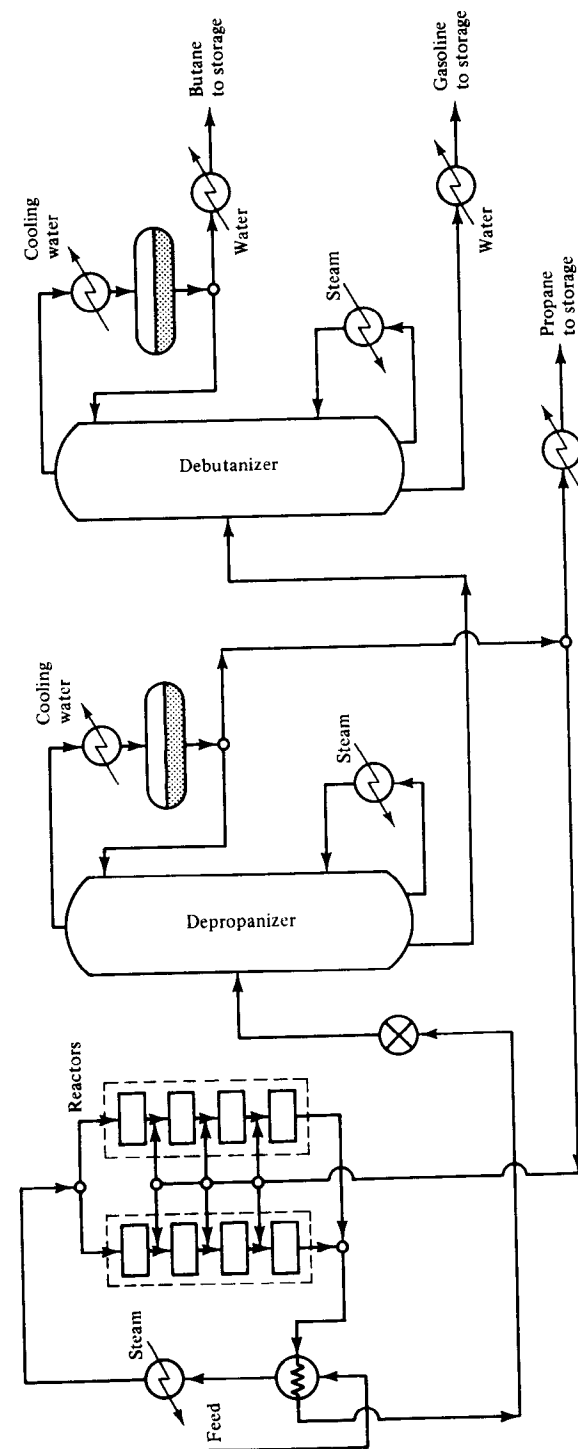 Feed
Steam
Reactors
Depropanizer
Cooling
water
Steam
Debutanizer
Cooling
water
Steam
Butane
to storage
Water
Gasoline
to storage
Water
Propane
to storage